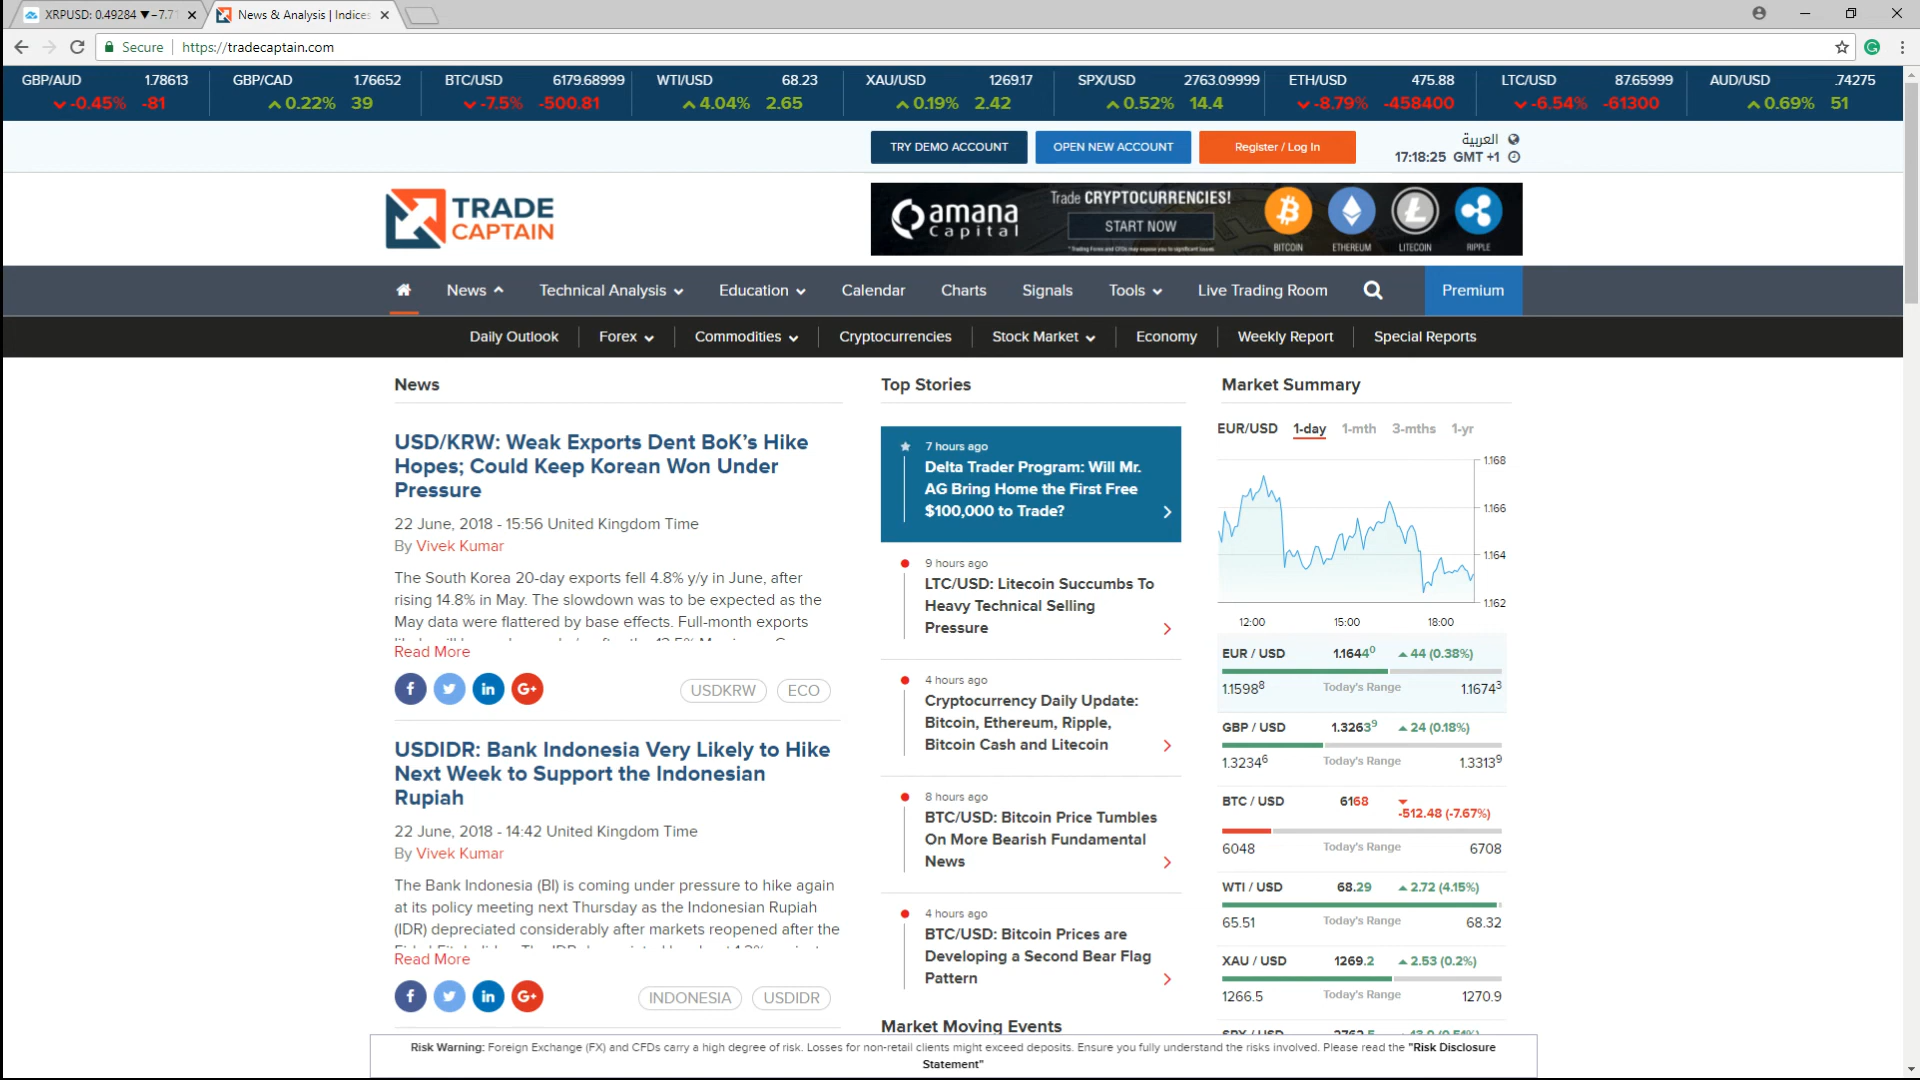 XRPUSD: 0.49284 ▼ −7.7
News & Analysis | Indices
Secure | https://tradecaptain.com
GBP/AUD 1.78613
-0.45% -81
GBP/CAD 1.76652
0.22% 39
BTC/USD 6179.68999
-7.5% -500.81
WTI/USD 68.23
4.04% 2.65
XAU/USD 1269.17
0.19% 2.42
SPX/USD 2763.09999
0.52% 14.4
ETH/USD 475.88
-8.79% -458400
LTC/USD 87.65999
-6.54% -61300
AUD/USD .74275
0.69% 51
TRY DEMO ACCOUNT
OPEN NEW ACCOUNT
Register / Log In
العربية
17:18:25 GMT +1
TRADE
CAPTAIN
amana
capital
Trade CRYPTOCURRENCIES!
START NOW
* Trading Forex and CFDs may expose you to significant losses
BITCOIN
ETHEREUM
LITECOIN
RIPPLE
News Technical Analysis Education Calendar Charts Signals Tools Live Trading Room Premium
Daily Outlook Forex Commodities Cryptocurrencies Stock Market Economy Weekly Report Special Reports
News
USD/KRW: Weak Exports Dent BoK's Hike
Hopes; Could Keep Korean Won Under
Pressure
22 June, 2018 - 15:56 United Kingdom Time
By Vivek Kumar
The South Korea 20-day exports fell 4.8% y/y in June, after
rising 14.8% in May. The slowdown was to be expected as the
May data were flattered by base effects. Full-month exports
Read More
f in G+
USDKRW ECO
USDIDR: Bank Indonesia Very Likely to Hike
Next Week to Support the Indonesian
Rupiah
22 June, 2018 - 14:42 United Kingdom Time
By Vivek Kumar
The Bank Indonesia (BI) is coming under pressure to hike again
at its policy meeting next Thursday as the Indonesian Rupiah
(IDR) depreciated considerably after markets reopened after the
Read More
f in G+
INDONESIA USDIDR
Top Stories
7 hours ago
Delta Trader Program: Will Mr.
AG Bring Home the First Free
$100,000 to Trade?
9 hours ago
LTC/USD: Litecoin Succumbs To
Heavy Technical Selling
Pressure
4 hours ago
Cryptocurrency Daily Update:
Bitcoin, Ethereum, Ripple,
Bitcoin Cash and Litecoin
8 hours ago
BTC/USD: Bitcoin Price Tumbles
On More Bearish Fundamental
News
4 hours ago
BTC/USD: Bitcoin Prices are
Developing a Second Bear Flag
Pattern
Market Moving Events
Market Summary
EUR/USD 1-day 1-mth 3-mths 1-yr
1.168
1.166
1.164
1.162
12:00 15:00 18:00
EUR / USD 1.1644⁰ 44 (0.38%)
1.1598⁸ Today's Range 1.1674³
GBP / USD 1.3263⁹ 24 (0.18%)
1.3234⁶ Today's Range 1.3313⁹
BTC / USD 6168 -512.48 (-7.67%)
6048 Today's Range 6708
WTI / USD 68.29 2.72 (4.15%)
65.51 Today's Range 68.32
XAU / USD 1269.2 2.53 (0.2%)
1266.5 Today's Range 1270.9
Risk Warning: Foreign Exchange (FX) and CFDs carry a high degree of risk. Losses for non-retail clients might exceed deposits. Ensure you fully understand the risks involved. Please read the "Risk Disclosure
Statement"